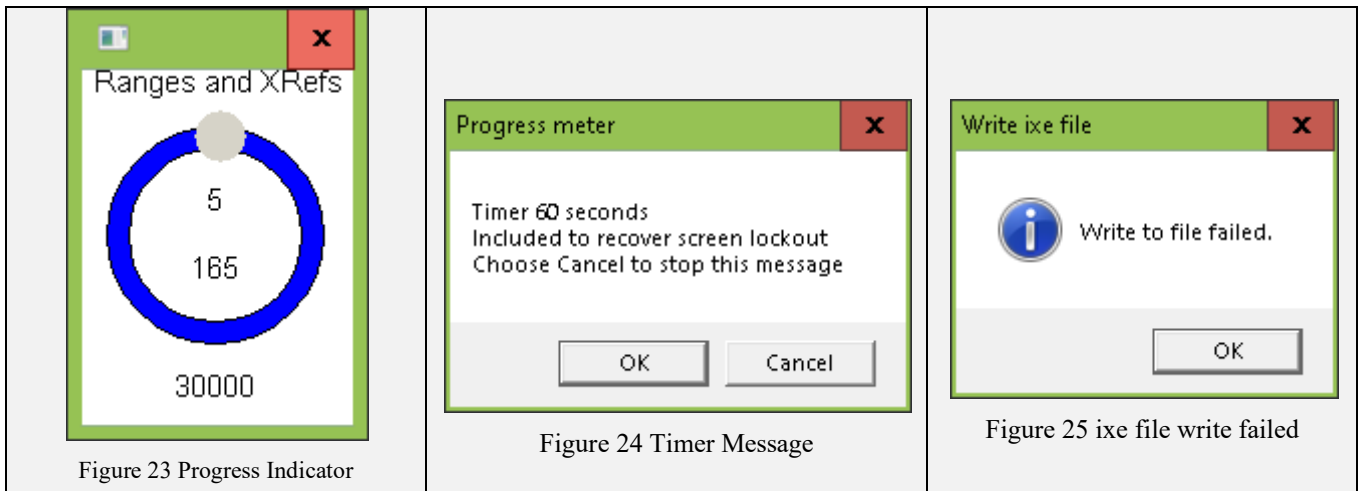 x
Ranges and XRefs
5
165
30000
Figure 23 Progress Indicator
Progress meter x
Timer 60 seconds
Included to recover screen lockout
Choose Cancel to stop this message
OK Cancel
Figure 24 Timer Message
Write ixe file x
Write to file failed.
OK
Figure 25 ixe file write failed